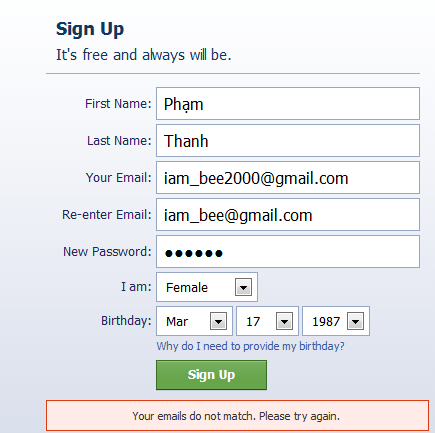 Sign Up
It's free and always will be.
First Name: Phạm
Last Name: Thanh
Your Email: iam_bee2000@gmail.com
Re-enter Email: iam_bee@gmail.com
New Password: ●●●●●●
I am: Female
Birthday: Mar 17 1987
Why do I need to provide my birthday?
Sign Up
Your emails do not match. Please try again.